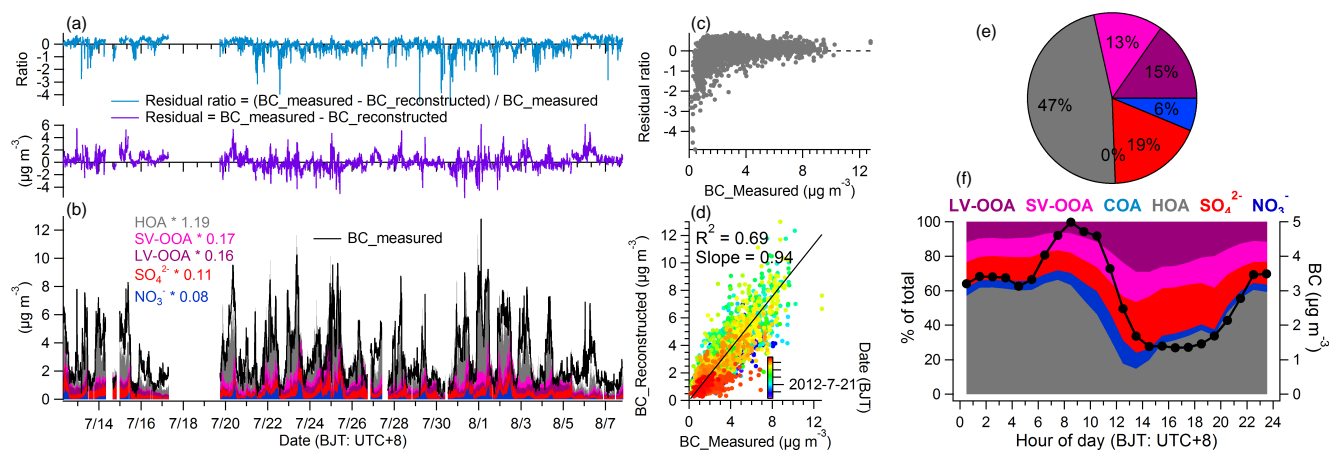 (a)
0
-1
-2
-3
-4
Ratio
Residual ratio = (BC_measured - BC_reconstructed) / BC_measured
Residual = BC_measured - BC_reconstructed
6
4
2
0
-2
-4
(µg m⁻³)
(b)
HOA * 1.19
SV-OOA * 0.17
LV-OOA * 0.16
SO₄²⁻ * 0.11
NO₃⁻ * 0.08
BC_measured
12
10
8
6
4
2
0
(µg m⁻³)
7/14 7/16 7/18 7/20 7/22 7/24 7/26 7/28 7/30 8/1 8/3 8/5 8/7
Date (BJT: UTC+8)
(c)
0
-1
-2
-3
-4
Residual ratio
0 2 4 6 8 10 12
BC_Measured (µg m⁻³)
(d)
R² = 0.69
Slope = 0.94
12
10
8
6
4
2
0
BC_Reconstructed (µg m⁻³)
2012-7-21
Date (BJT)
0 4 8 12
BC_Measured (µg m⁻³)
(e)
13%
15%
47%
6%
19%
0%
(f)
LV-OOA SV-OOA COA HOA SO₄²⁻ NO₃⁻
100
80
60
40
20
0
% of total
5
4
3
2
1
0
BC (µg m⁻³)
0 2 4 6 8 10 12 14 16 18 20 22 24
Hour of day (BJT: UTC+8)